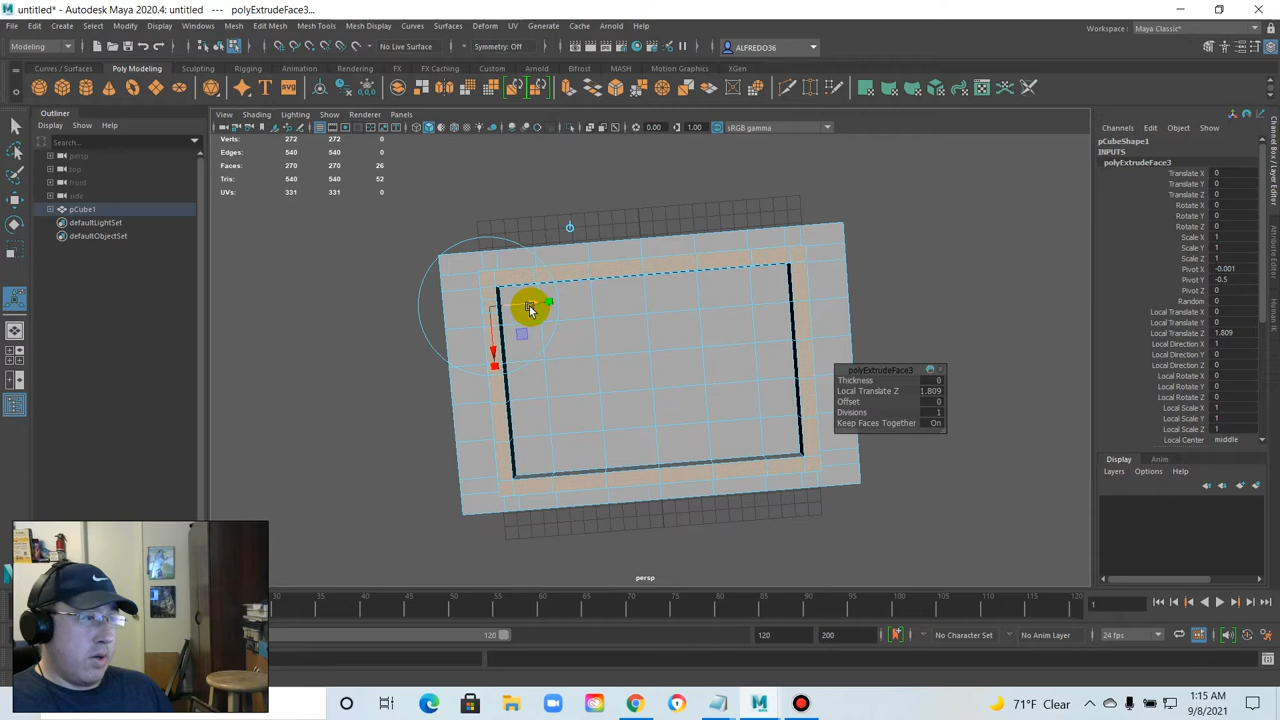 untitled* - Autodesk Maya 2020.4: untitled --- polyExtrudeFace3...
File Edit Create Select Modify Display Windows Mesh Edit Mesh Mesh Tools Mesh Display Curves Surfaces Deform UV Generate Cache Arnold Help
Workspace: Maya Classic*
Modeling No Live Surface Symmetry: Off ALFREDO36
Curves / Surfaces Poly Modeling Sculpting Rigging Animation Rendering FX FX Caching Custom Arnold Bifrost MASH Motion Graphics XGen
Outliner
Display Show Help
Search...
persp
top
front
side
pCube1
defaultLightSet
defaultObjectSet
View Shading Lighting Show Renderer Panels
0.00 1.00 sRGB gamma
Verts: 272 272 0
Edges: 540 540 0
Faces: 270 270 26
Tris: 540 540 52
UVs: 331 331 0
polyExtrudeFace3
Thickness 0
Local Translate Z 1.809
Offset 0
Divisions 1
Keep Faces Together On
persp
Channels Edit Object Show
pCubeShape1
INPUTS
polyExtrudeFace3
Translate X 0
Translate Y 0
Translate Z 0
Rotate X 0
Rotate Y 0
Rotate Z 0
Scale X 1
Scale Y 1
Scale Z 1
Pivot X -0.001
Pivot Y -0.5
Pivot Z 0
Random 0
Local Translate X 0
Local Translate Y 0
Local Translate Z 1.809
Local Direction X 1
Local Direction Y 0
Local Direction Z 0
Local Rotate X 0
Local Rotate Y 0
Local Rotate Z 0
Local Scale X 1
Local Scale Y 1
Local Scale Z 1
Local Center middle
Channel Box / Layer Editor
Human IK
Display Anim
Layers Options Help
55 60 65 70 75 80 85 90 95 100 105 110 115 120
1
120 120 200 No Character Set No Anim Layer 24 fps
71°F Clear
1:15 AM
9/8/2021